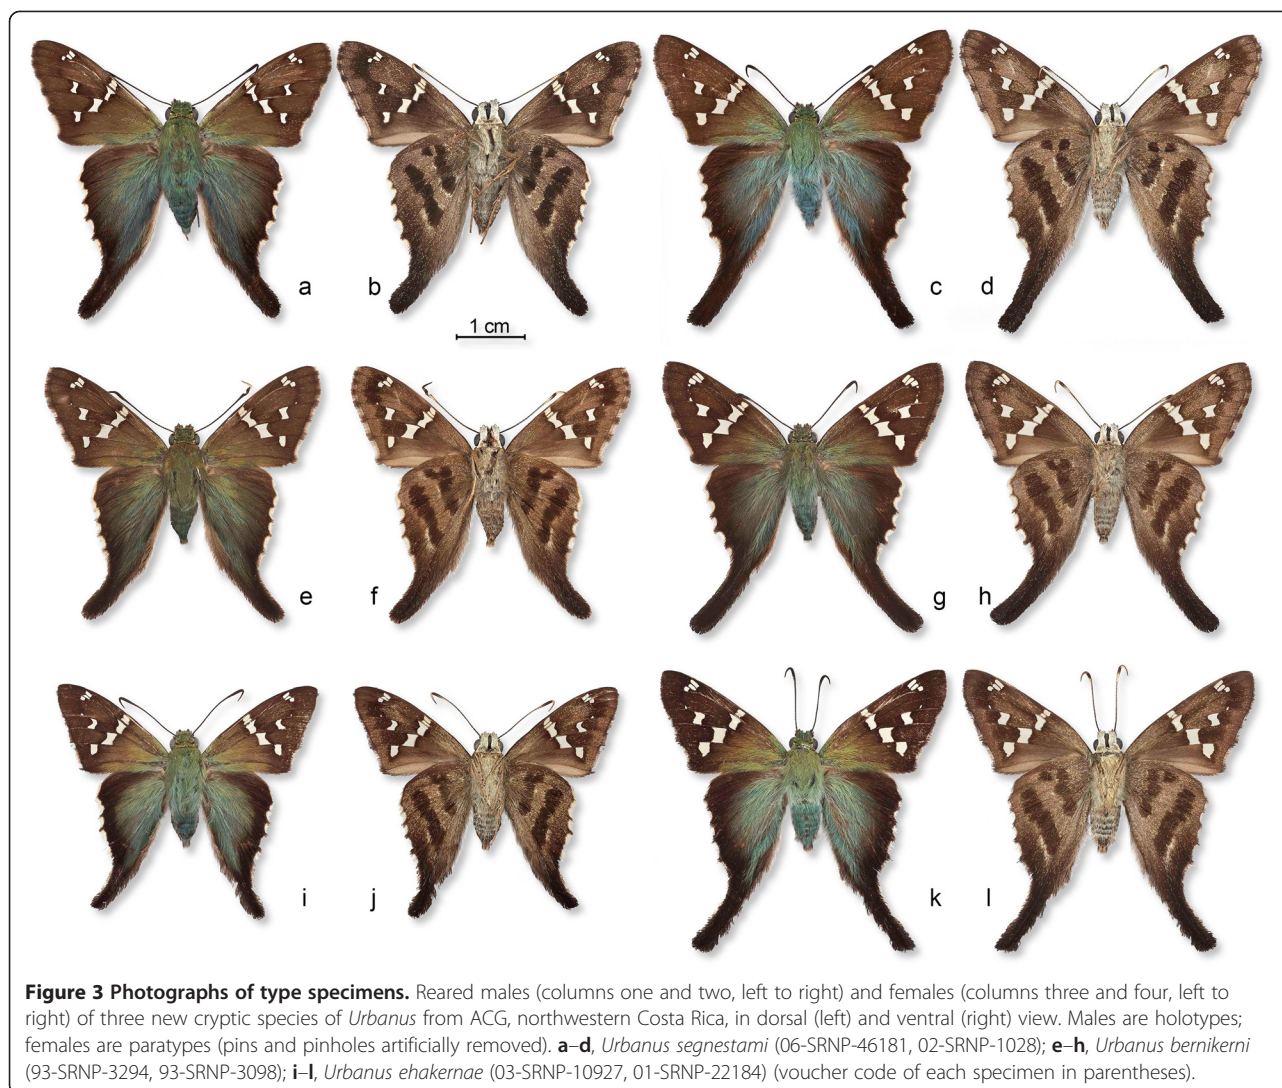 a b c d
1 cm
e f g h
i j k l
Figure 3 Photographs of type specimens. Reared males (columns one and two, left to right) and females (columns three and four, left to
right) of three new cryptic species of Urbanus from ACG, northwestern Costa Rica, in dorsal (left) and ventral (right) view. Males are holotypes;
females are paratypes (pins and pinholes artificially removed). a–d, Urbanus segnestami (06-SRNP-46181, 02-SRNP-1028); e–h, Urbanus bernikerni
(93-SRNP-3294, 93-SRNP-3098); i–l, Urbanus ehakernae (03-SRNP-10927, 01-SRNP-22184) (voucher code of each specimen in parentheses).